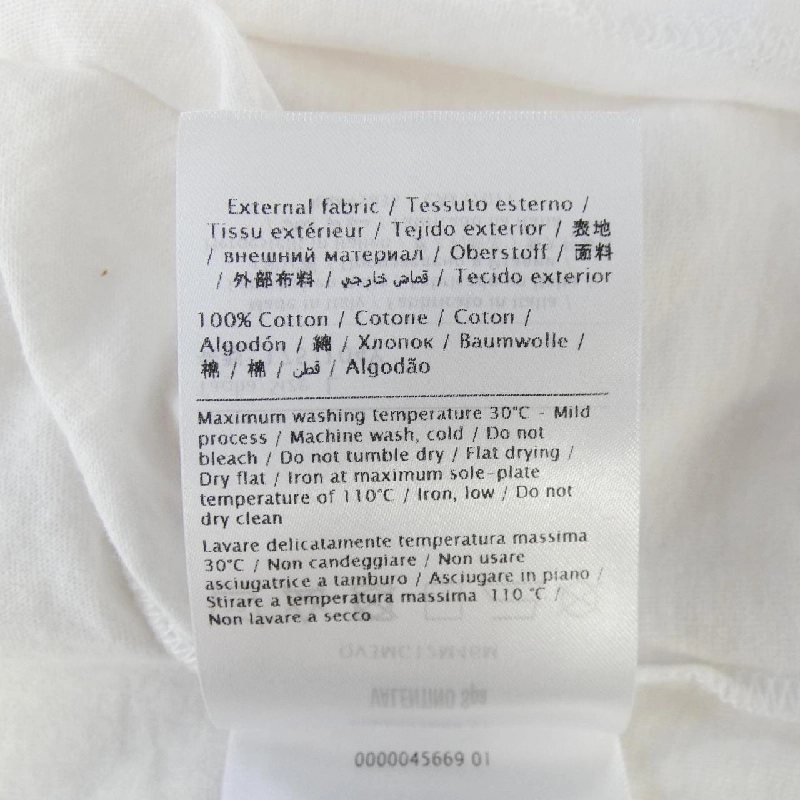 External fabric / Tessuto esterno /
Tissu extérieur / Tejido exterior / 表地
/ внешний материал / Oberstoff / 面料
/ 外部布料 / قماش خارجي / Tecido exterior
100% Cotton / Cotone / Coton /
Algodón / 綿 / Хлопок / Baumwolle /
棉 / 棉 / قطن / Algodão
Maximum washing temperature 30°C - Mild
process / Machine wash, cold / Do not
bleach / Do not tumble dry / Flat drying /
Dry flat / Iron at maximum sole-plate
temperature of 110°C / Iron, low / Do not
dry clean
Lavare delicatamente temperatura massima
30°C / Non candeggiare / Non usare
asciugatrice a tamburo / Asciugare in piano /
Stirare a temperatura massima 110 °C /
Non lavare a secco
VALENTINO Spa
0000045669 01